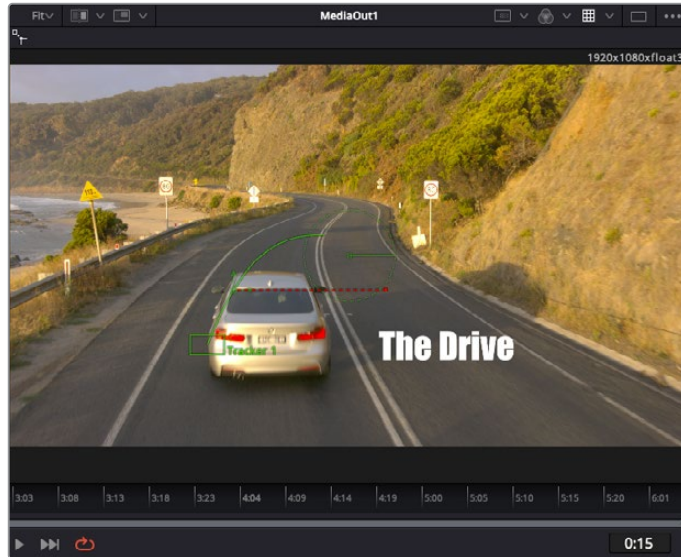 Fit
MediaOut1
1920x1080xfloat3
Tracker 1
The Drive
3:03 3:08 3:13 3:18 3:23 4:04 4:09 4:14 4:19 5:00 5:05 5:10 5:15 5:20 6:01
0:15